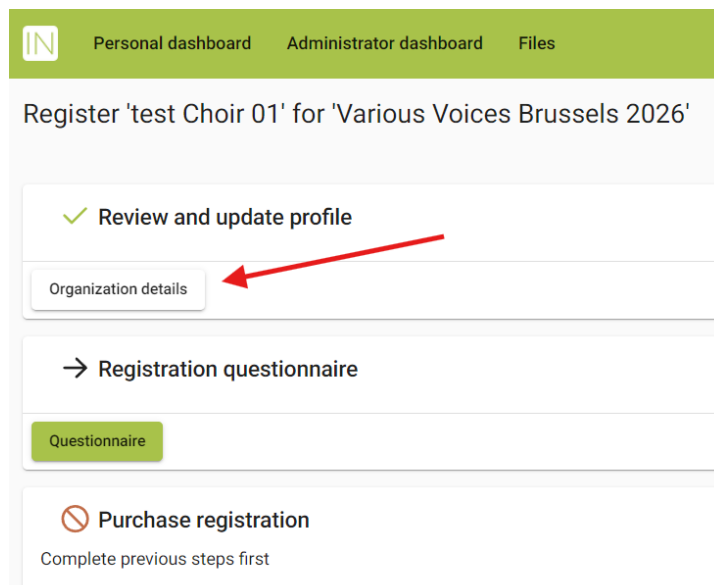 IN Personal dashboard Administrator dashboard Files
Register 'test Choir 01' for 'Various Voices Brussels 2026'
Review and update profile
Organization details
Registration questionnaire
Questionnaire
Purchase registration
Complete previous steps first